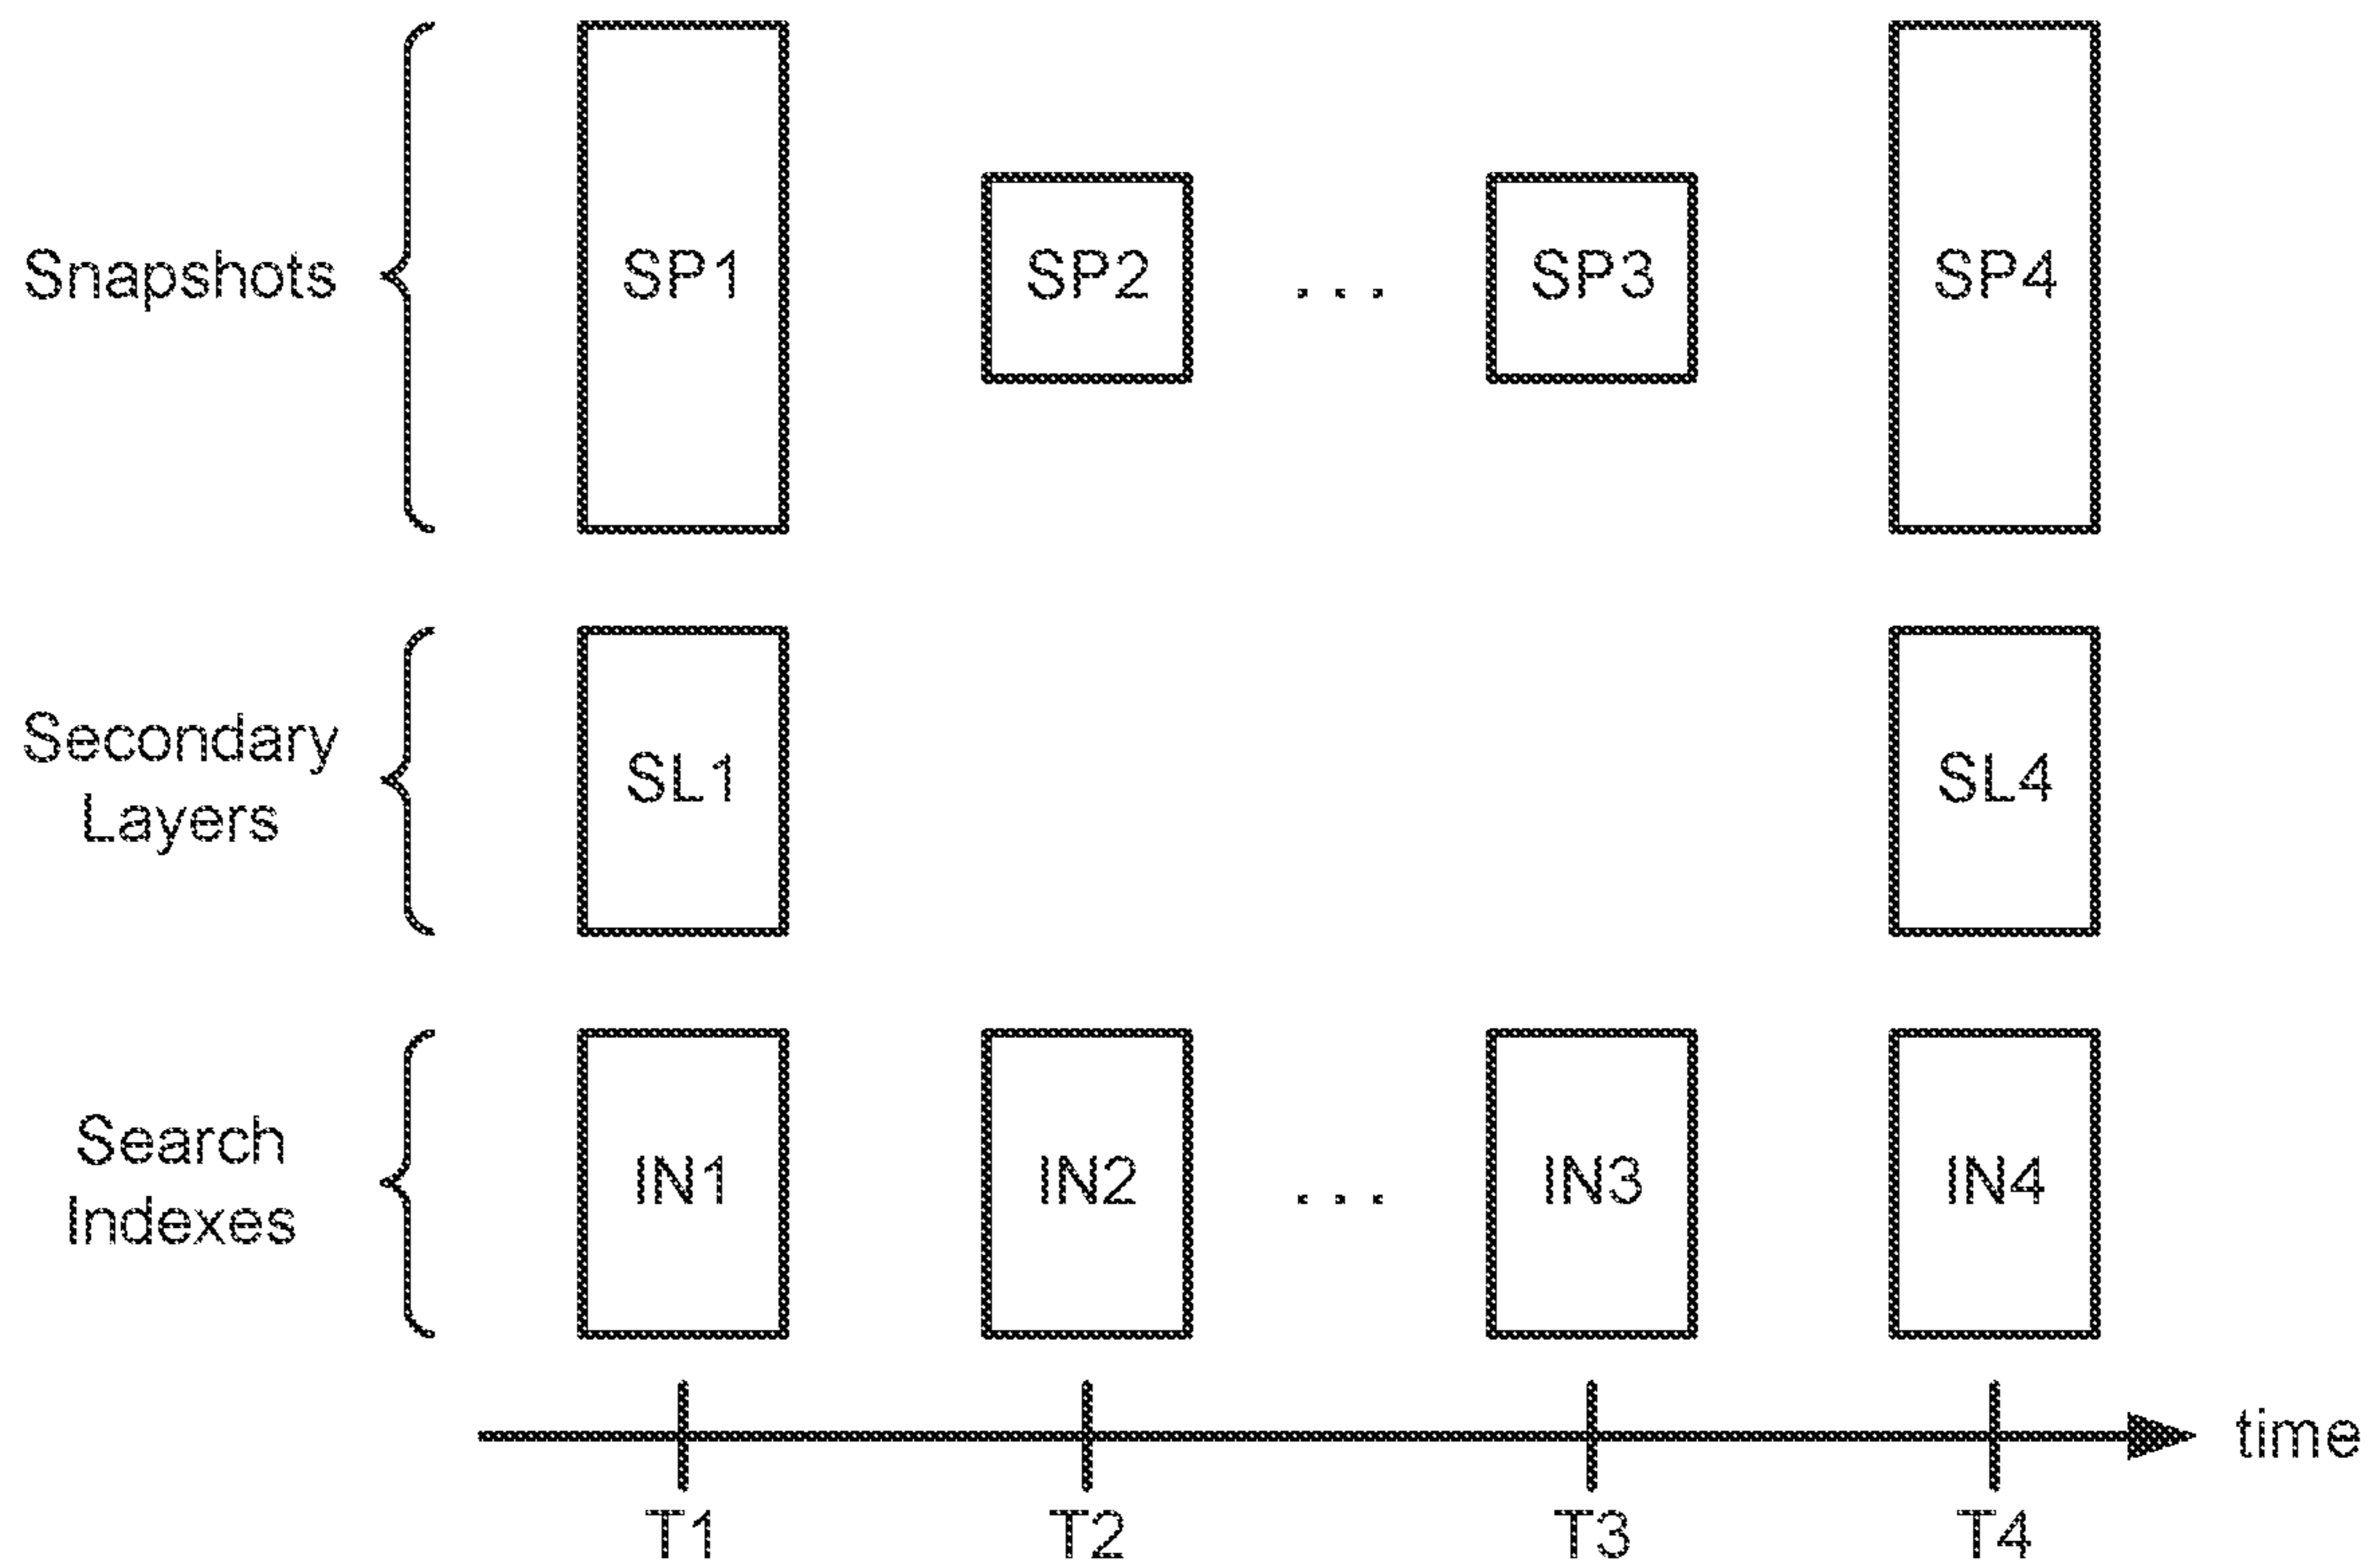 Snapshots
SP1
SP2
...
SP3
SP4
Secondary
Layers
SL1
SL4
Search
Indexes
IN1
IN2
...
IN3
IN4
time
T1
T2
T3
T4